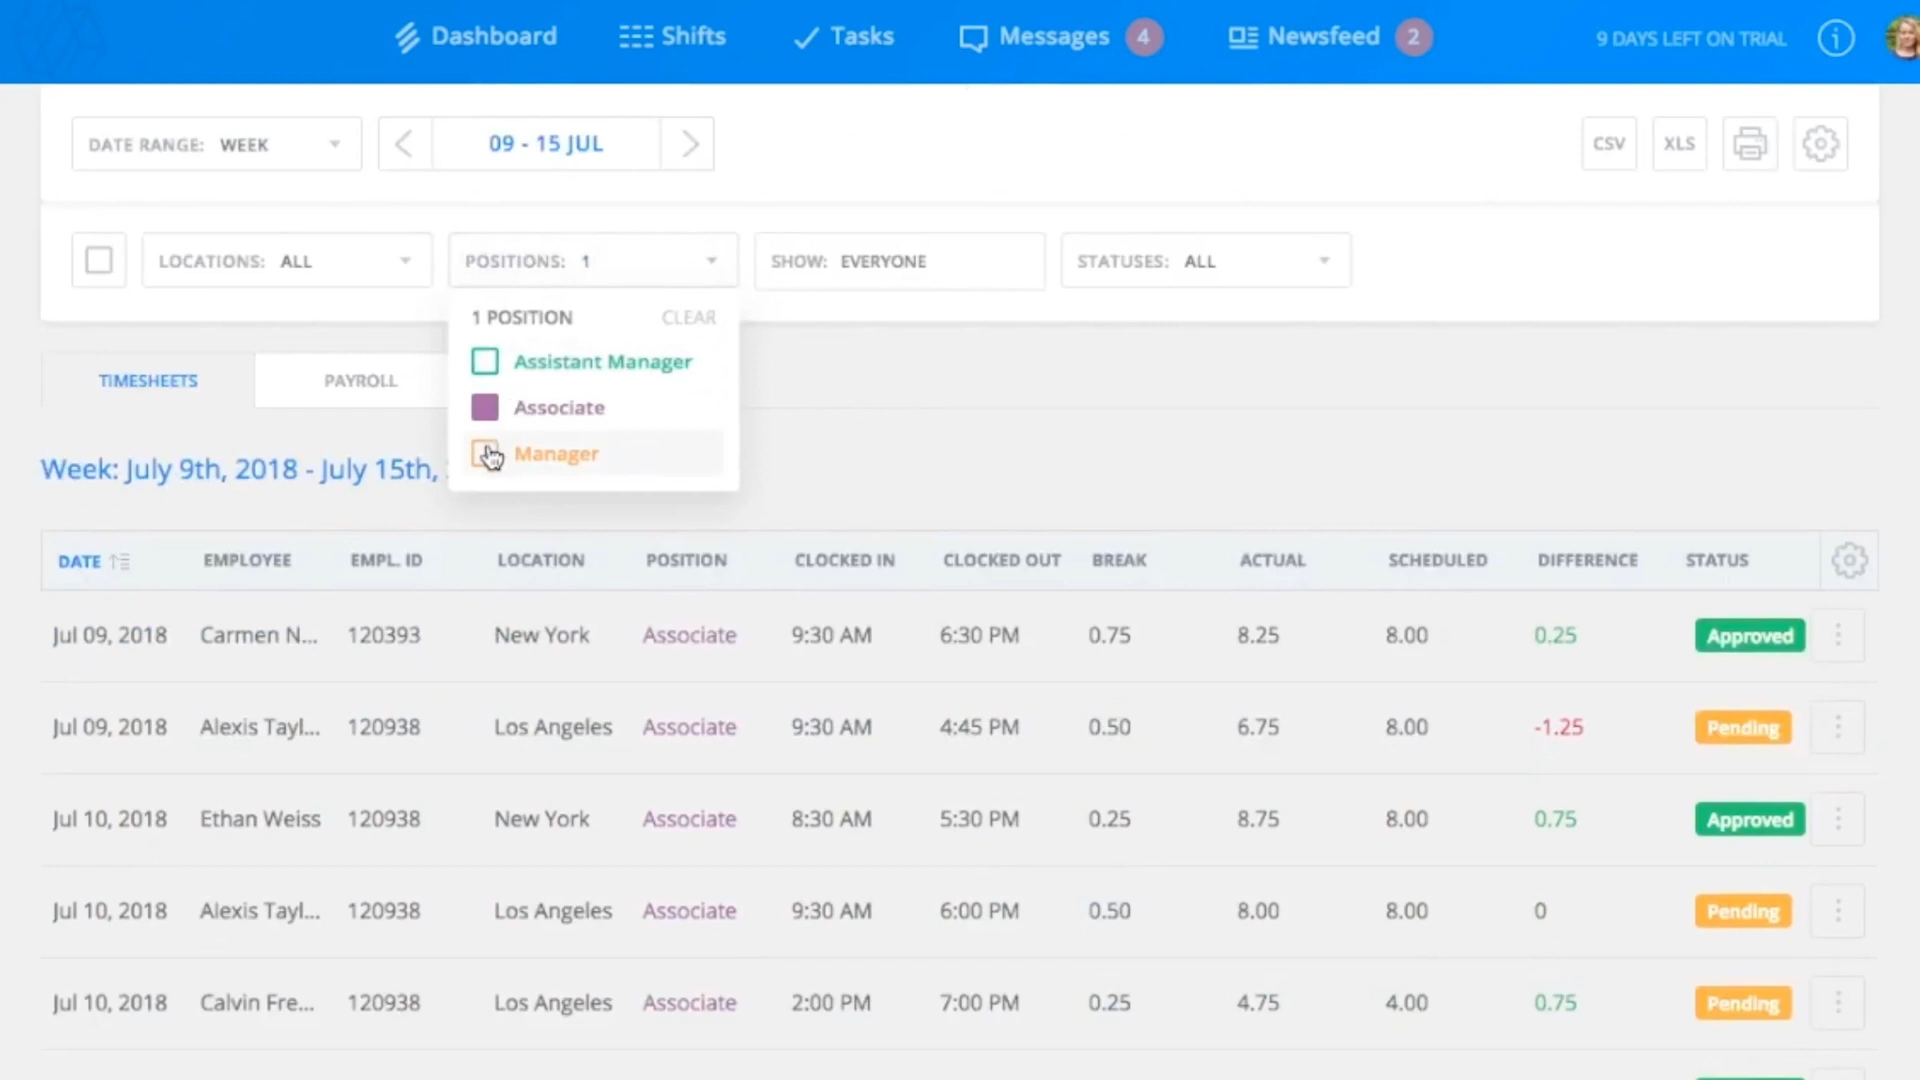 Dashboard Shifts Tasks Messages 4 Newsfeed 2 9 DAYS LEFT ON TRIAL
DATE RANGE: WEEK 09 - 15 JUL CSV XLS
LOCATIONS: ALL POSITIONS: 1 SHOW: EVERYONE STATUSES: ALL
1 POSITION CLEAR
Assistant Manager
Associate
Manager
TIMESHEETS PAYROLL
Week: July 9th, 2018 - July 15th,
DATE EMPLOYEE EMPL. ID LOCATION POSITION CLOCKED IN CLOCKED OUT BREAK ACTUAL SCHEDULED DIFFERENCE STATUS
Jul 09, 2018 Carmen N... 120393 New York Associate 9:30 AM 6:30 PM 0.75 8.25 8.00 0.25 Approved
Jul 09, 2018 Alexis Tayl... 120938 Los Angeles Associate 9:30 AM 4:45 PM 0.50 6.75 8.00 -1.25 Pending
Jul 10, 2018 Ethan Weiss 120938 New York Associate 8:30 AM 5:30 PM 0.25 8.75 8.00 0.75 Approved
Jul 10, 2018 Alexis Tayl... 120938 Los Angeles Associate 9:30 AM 6:00 PM 0.50 8.00 8.00 0 Pending
Jul 10, 2018 Calvin Fre... 120938 Los Angeles Associate 2:00 PM 7:00 PM 0.25 4.75 4.00 0.75 Pending